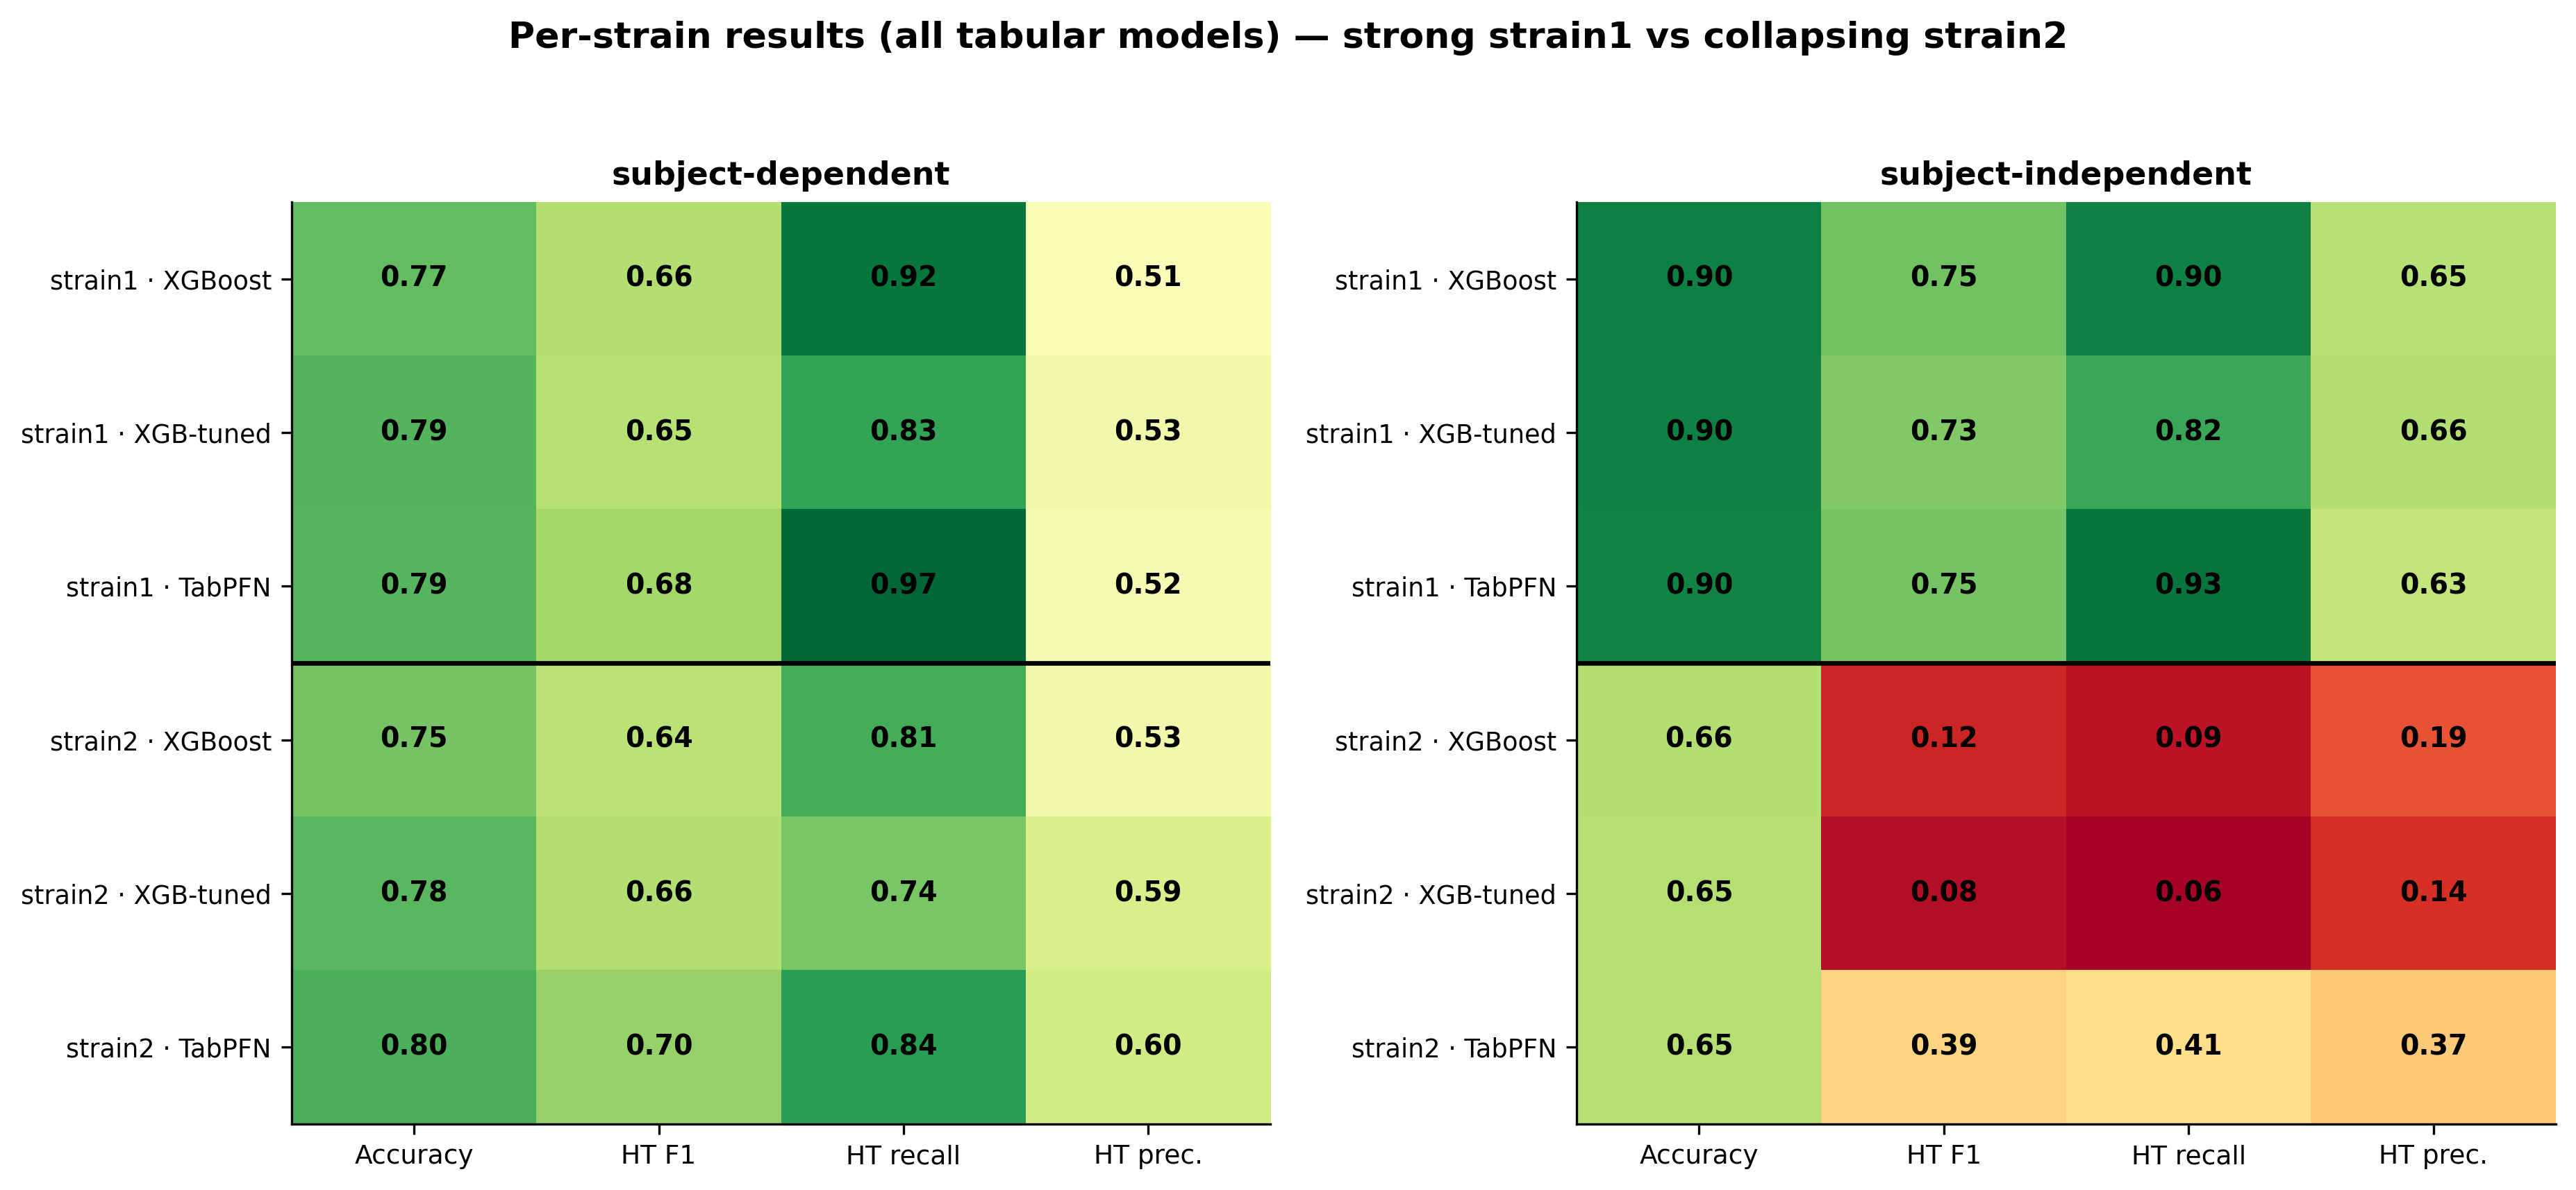 Per-strain results (all tabular models) — strong strain1 vs collapsing strain2
subject-dependent
strain1 · XGBoost 0.77 0.66 0.92 0.51
strain1 · XGB-tuned 0.79 0.65 0.83 0.53
strain1 · TabPFN 0.79 0.68 0.97 0.52
strain2 · XGBoost 0.75 0.64 0.81 0.53
strain2 · XGB-tuned 0.78 0.66 0.74 0.59
strain2 · TabPFN 0.80 0.70 0.84 0.60
Accuracy HT F1 HT recall HT prec.
subject-independent
strain1 · XGBoost 0.90 0.75 0.90 0.65
strain1 · XGB-tuned 0.90 0.73 0.82 0.66
strain1 · TabPFN 0.90 0.75 0.93 0.63
strain2 · XGBoost 0.66 0.12 0.09 0.19
strain2 · XGB-tuned 0.65 0.08 0.06 0.14
strain2 · TabPFN 0.65 0.39 0.41 0.37
Accuracy HT F1 HT recall HT prec.